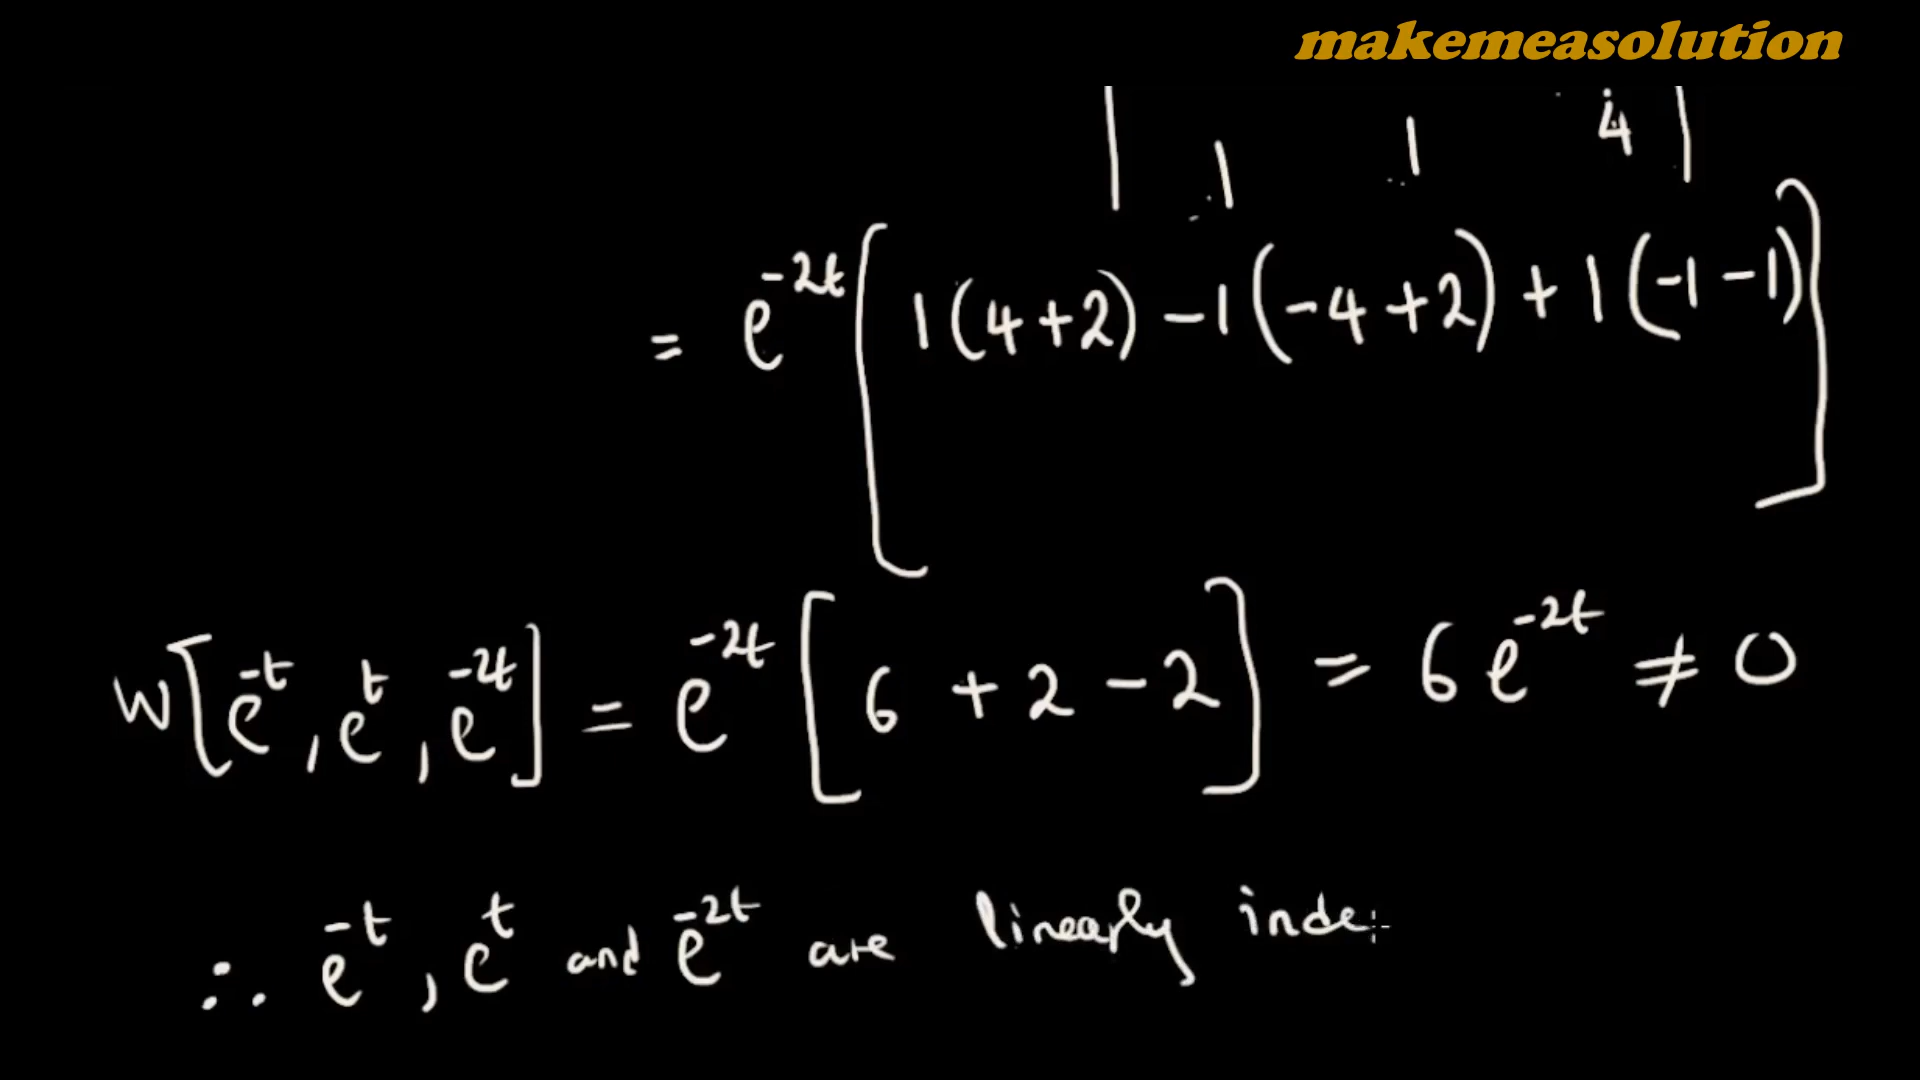 makemeasolution
| 1 1 4 |
= e^{-2t} [ 1(4+2) -1(-4+2) + 1(-1-1) ]
W[e^{-t}, e^{t}, e^{-2t}] = e^{-2t} [6 + 2 - 2] = 6e^{-2t} ≠ 0
∴ e^{-t}, e^{t} and e^{-2t} are linearly inde